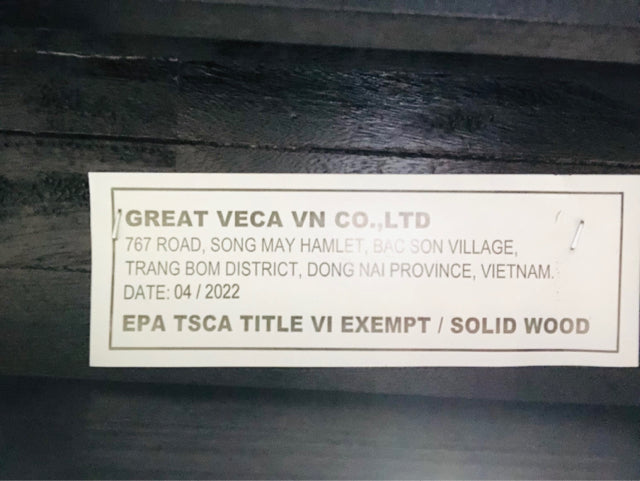 GREAT VECA VN CO.,LTD
767 ROAD, SONG MAY HAMLET, BAC SON VILLAGE,
TRANG BOM DISTRICT, DONG NAI PROVINCE, VIETNAM.
DATE: 04 / 2022
EPA TSCA TITLE VI EXEMPT / SOLID WOOD